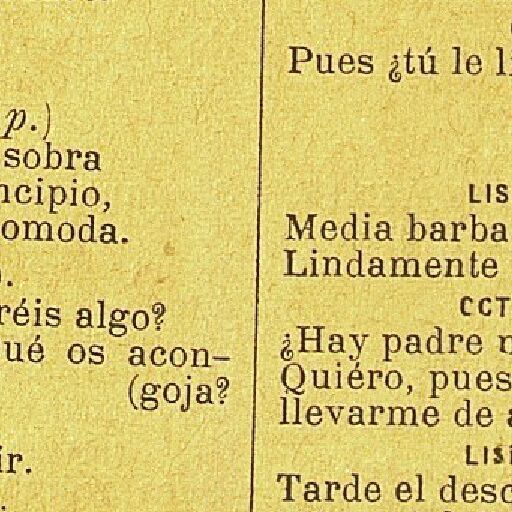 p.)
sobra
ncipio,
omoda.
réis algo?
ué os acon-
(goja?
ir.
Pues ¿tú le
LIS
Media barba
Lindamente
¿Hay padre
Quiéro, pues
llevarme de
LIS
Tarde el desc